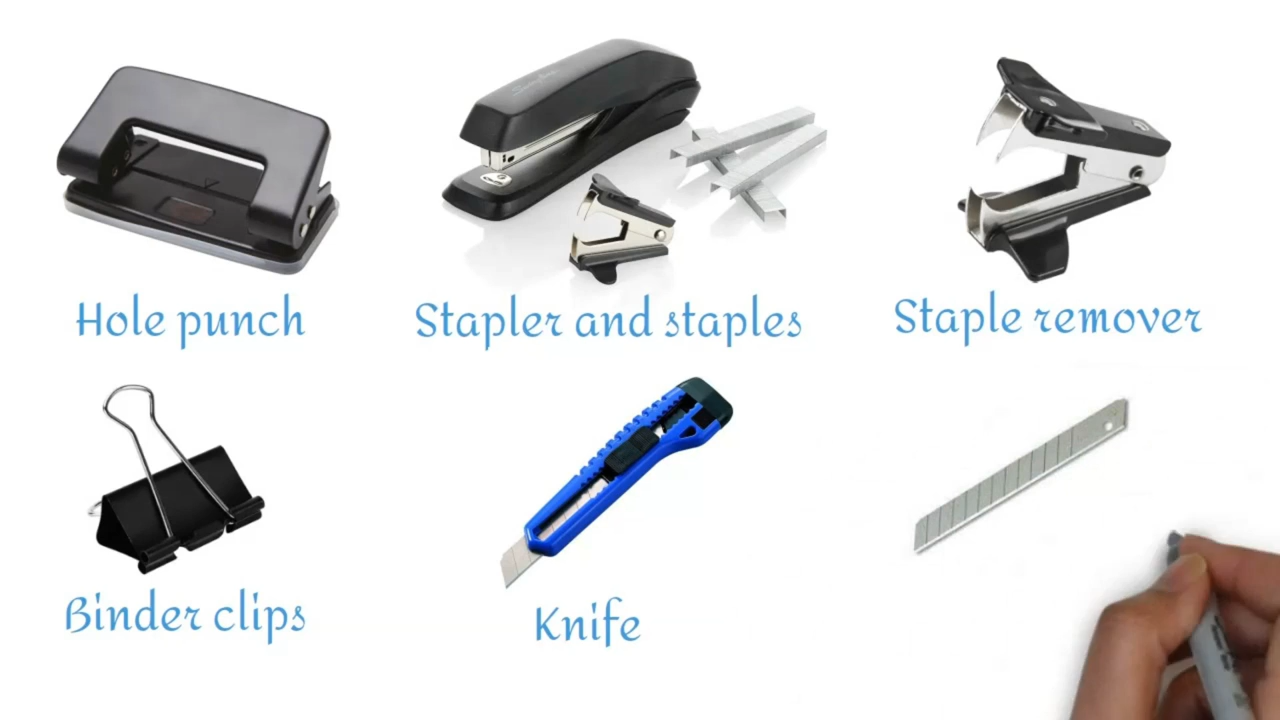 Hole punch
Stapler and staples
Staple remover
Binder clips
Knife